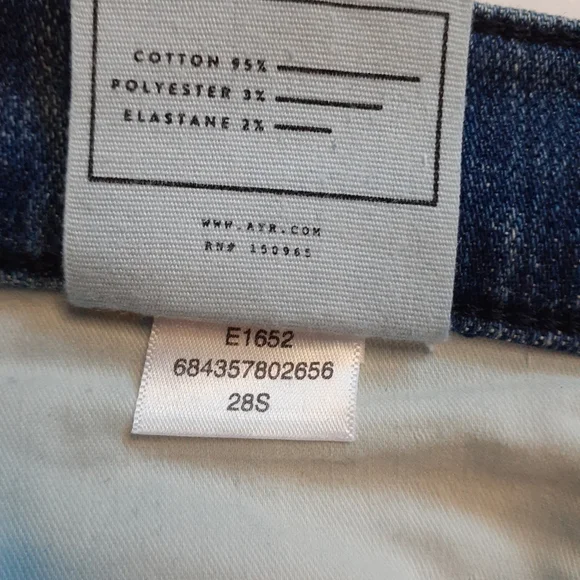 COTTON 95%
POLYESTER 3%
ELASTANE 2%
WWW.AYR.COM
RN# 150965
E1652
684357802656
28S